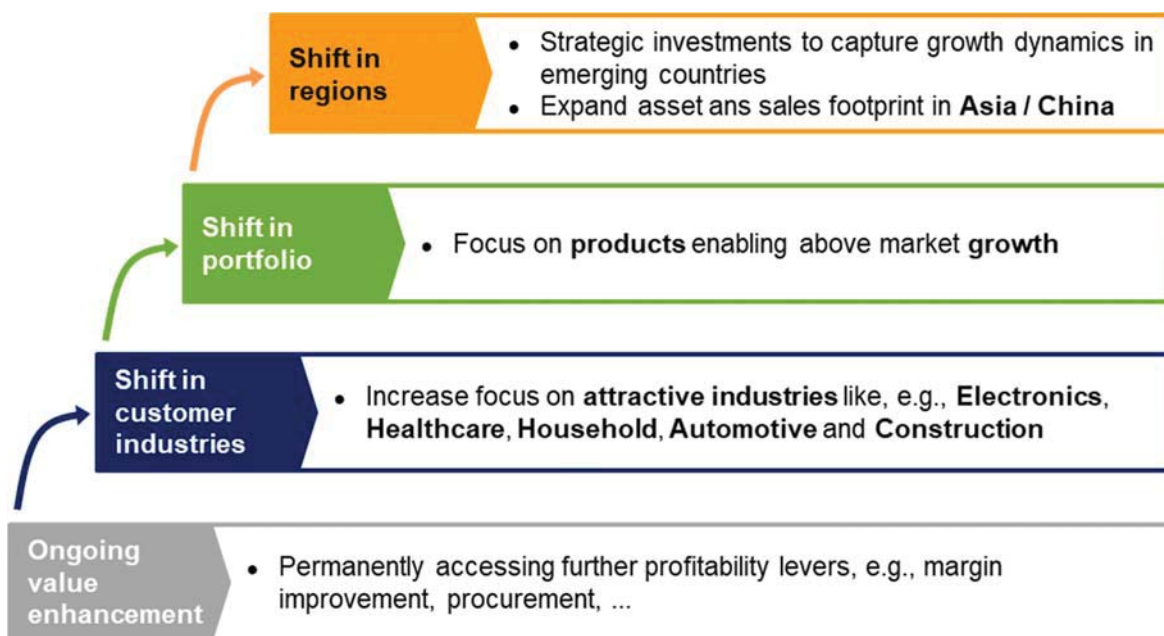 Shift in
regions
• Strategic investments to capture growth dynamics in
emerging countries
• Expand asset ans sales footprint in Asia / China
Shift in
portfolio
• Focus on products enabling above market growth
Shift in
customer
industries
• Increase focus on attractive industries like, e.g., Electronics,
Healthcare, Household, Automotive and Construction
Ongoing
value
enhancement
• Permanently accessing further profitability levers, e.g., margin
improvement, procurement, ...